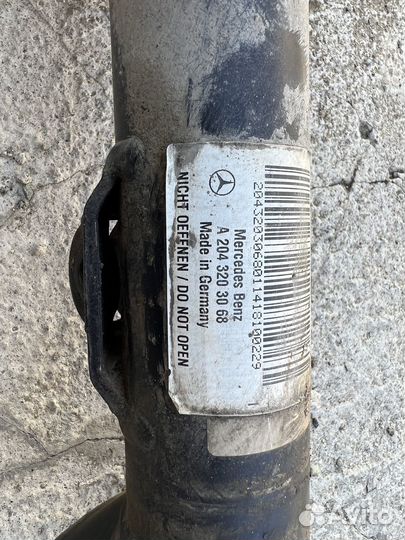 Mercedes Benz
A 204 320 30 68
Made in Germany
NICHT OEFFNEN / DO NOT OPEN
2043203068011418100229
Avito